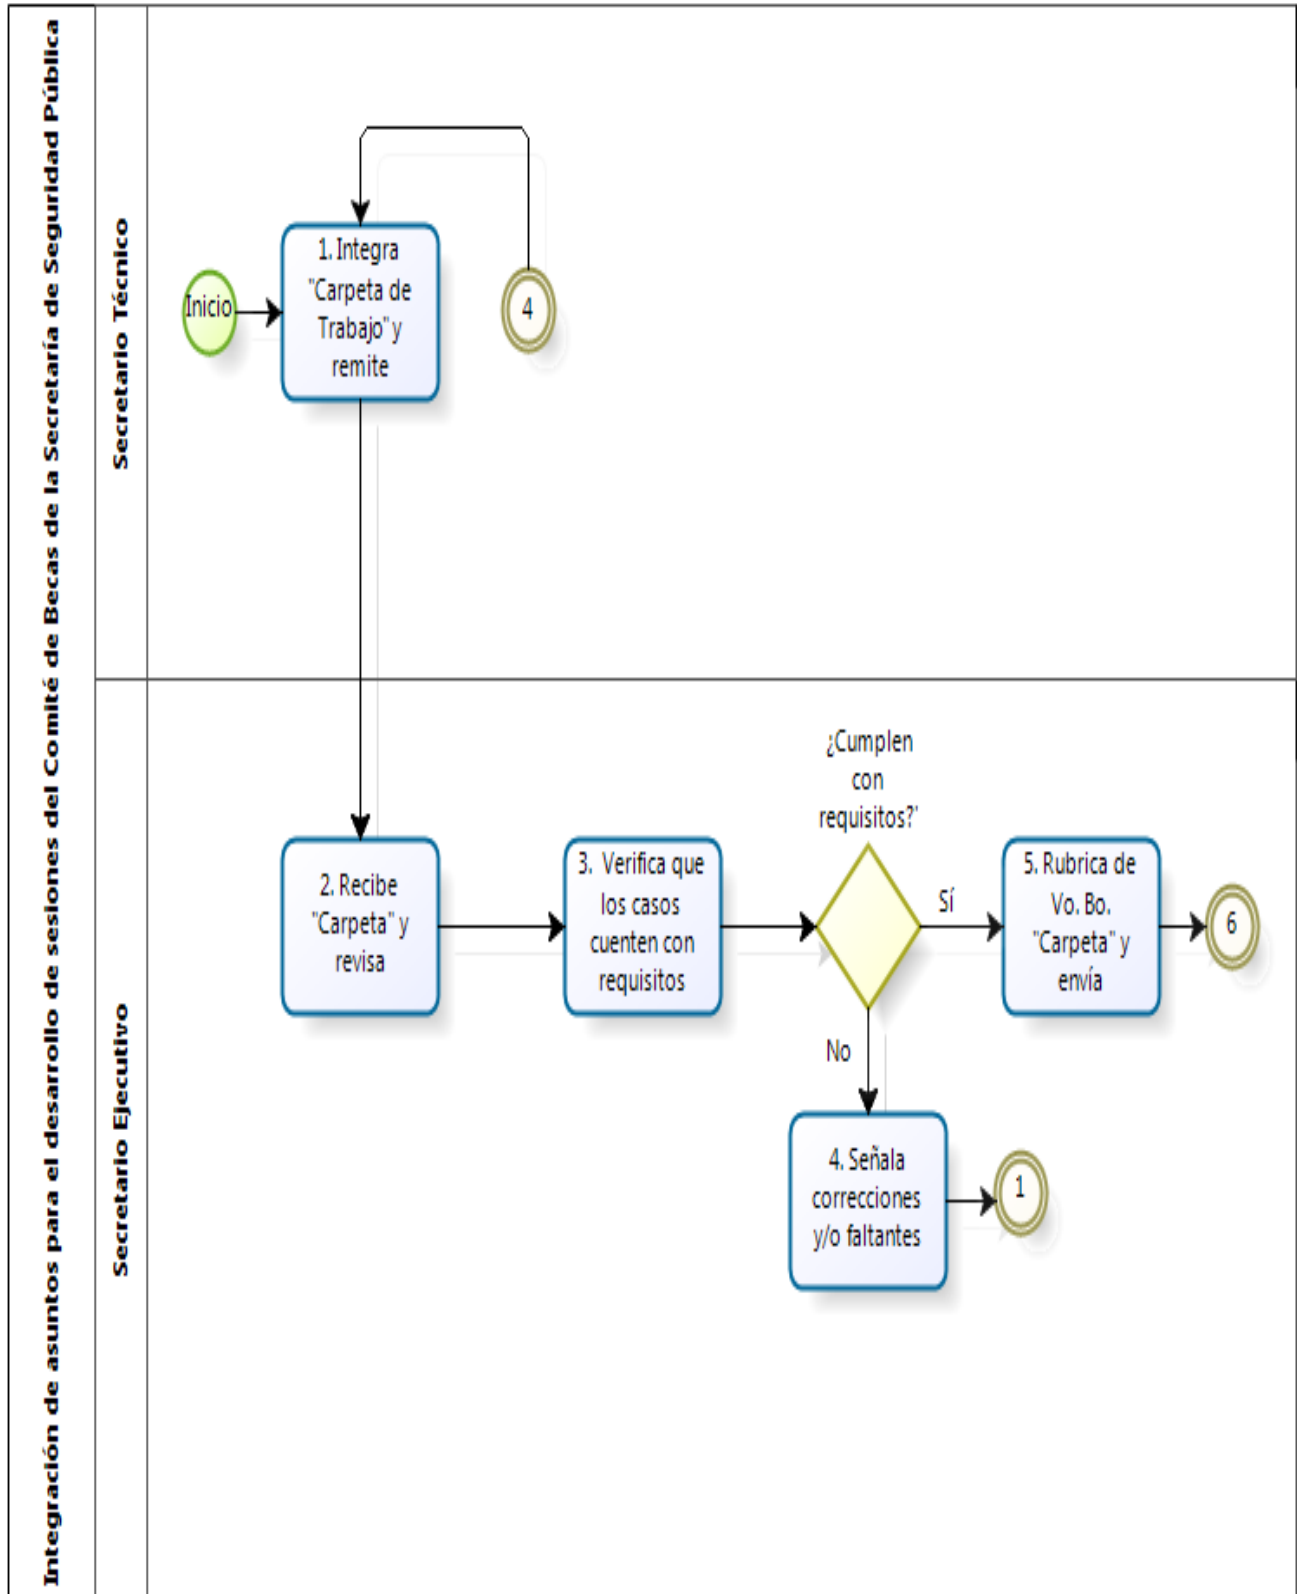 Integración de asuntos para el desarrollo de sesiones del Comité de Becas de la Secretaría de Seguridad Pública
Secretario Técnico
Inicio
1. Integra
"Carpeta de
Trabajo" y
remite
4
Secretario Ejecutivo
2. Recibe
"Carpeta" y
revisa
3. Verifica que
los casos
cuenten con
requisitos
¿Cumplen
con
requisitos?'
Sí
5. Rubrica de
Vo. Bo.
"Carpeta" y
envía
6
No
4. Señala
correcciones
y/o faltantes
1